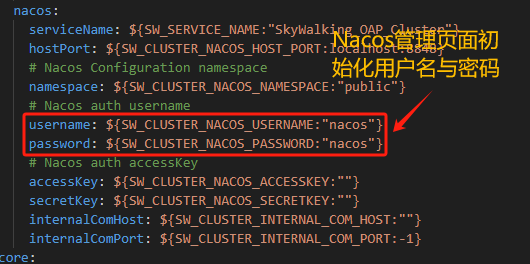 nacos:
serviceName: ${SW_SERVICE_NAME:"SkyWalking_OAP_Cluster"}
hostPort: ${SW_CLUSTER_NACOS_HOST_PORT:localhost:8848}
# Nacos Configuration namespace
namespace: ${SW_CLUSTER_NACOS_NAMESPACE:"public"}
# Nacos auth username
username: ${SW_CLUSTER_NACOS_USERNAME:"nacos"}
password: ${SW_CLUSTER_NACOS_PASSWORD:"nacos"}
# Nacos auth accessKey
accessKey: ${SW_CLUSTER_NACOS_ACCESSKEY:""}
secretKey: ${SW_CLUSTER_NACOS_SECRETKEY:""}
internalComHost: ${SW_CLUSTER_INTERNAL_COM_HOST:""}
internalComPort: ${SW_CLUSTER_INTERNAL_COM_PORT:-1}
core:
Nacos管理页面初
始化用户名与密码